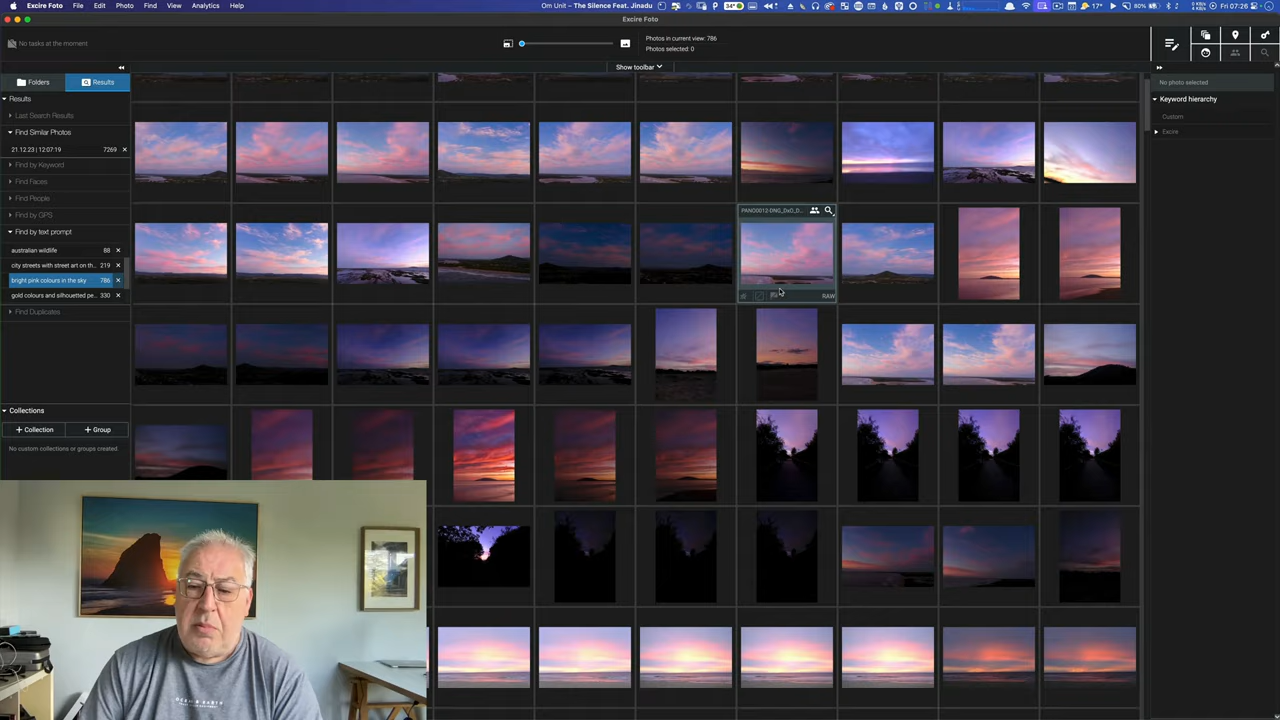 Excire Foto File Edit Photo Find View Analytics Help Om Unit – The Silence Feat. Jinadu 34° 17° 80% Fri 07:26
Excire Foto
No tasks at the moment
Photos in current view: 786
Photos selected: 0
Show toolbar
Folders Results
Results
Last Search Results
Find Similar Photos
21.12.23 | 12:07:19 7269
Find by Keyword
Find Faces
Find People
Find by GPS
Find by text prompt
australian wildlife 88
city streets with street art on th... 219
bright pink colours in the sky 786
gold colours and silhouetted pe... 330
Find Duplicates
Collections
+ Collection + Group
No custom collections or groups created.
PANO0012-DNG_DxO_D...
RAW
No photo selected
Keyword hierarchy
Custom
Excire